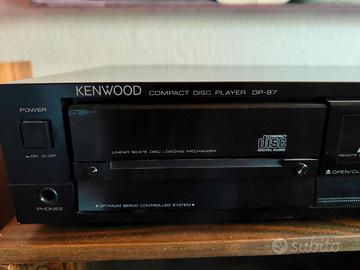 KENWOOD COMPACT DISC PLAYER DP-87
POWER
ON OFF
LINEAR SKATE DISC LOADING MECHANISM
COMPACT
disc
DIGITAL AUDIO
OPEN/CL
PHONES
OPTIMUM SERVO CONTROLLED SYSTEM
subito